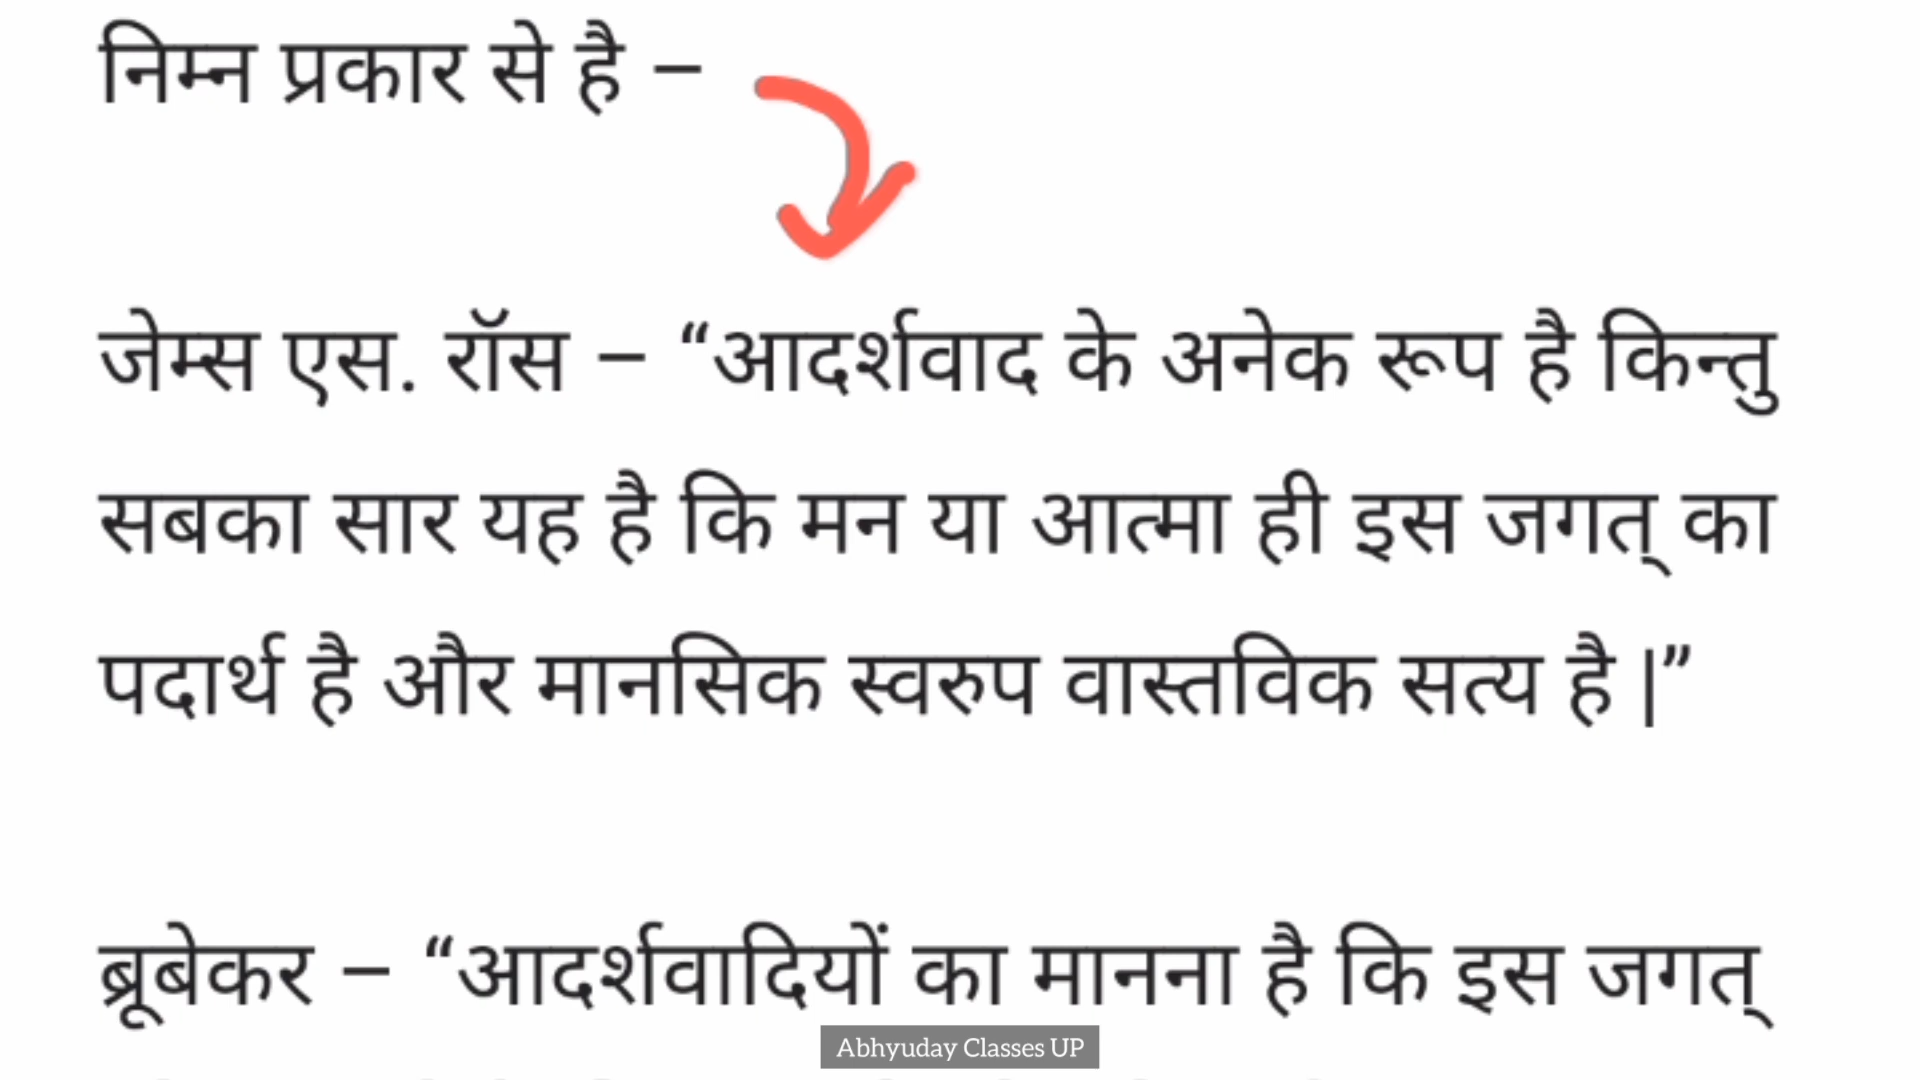 निम्न प्रकार से है –
जेम्स एस. रॉस – “आदर्शवाद के अनेक रूप है किन्तु
सबका सार यह है कि मन या आत्मा ही इस जगत् का
पदार्थ है और मानसिक स्वरुप वास्तविक सत्य है |”
ब्रूबेकर – “आदर्शवादियों का मानना है कि इस जगत्
Abhyuday Classes UP